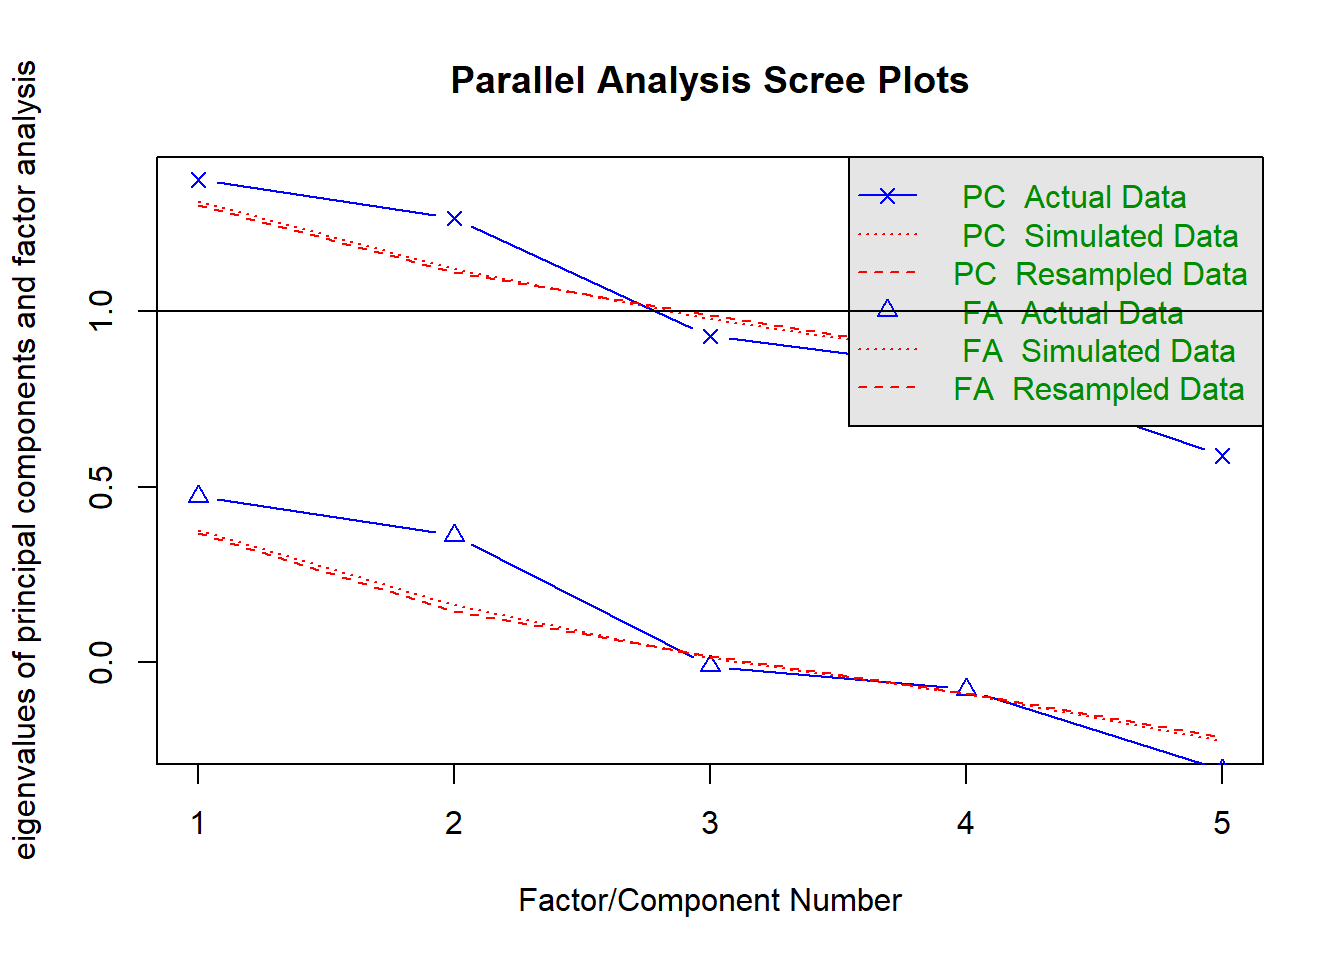 Parallel Analysis Scree Plots
eigenvalues of principal components and factor analysis
1.0
0.5
0.0
PC Actual Data
PC Simulated Data
PC Resampled Data
FA Actual Data
FA Simulated Data
FA Resampled Data
1 2 3 4 5
Factor/Component Number